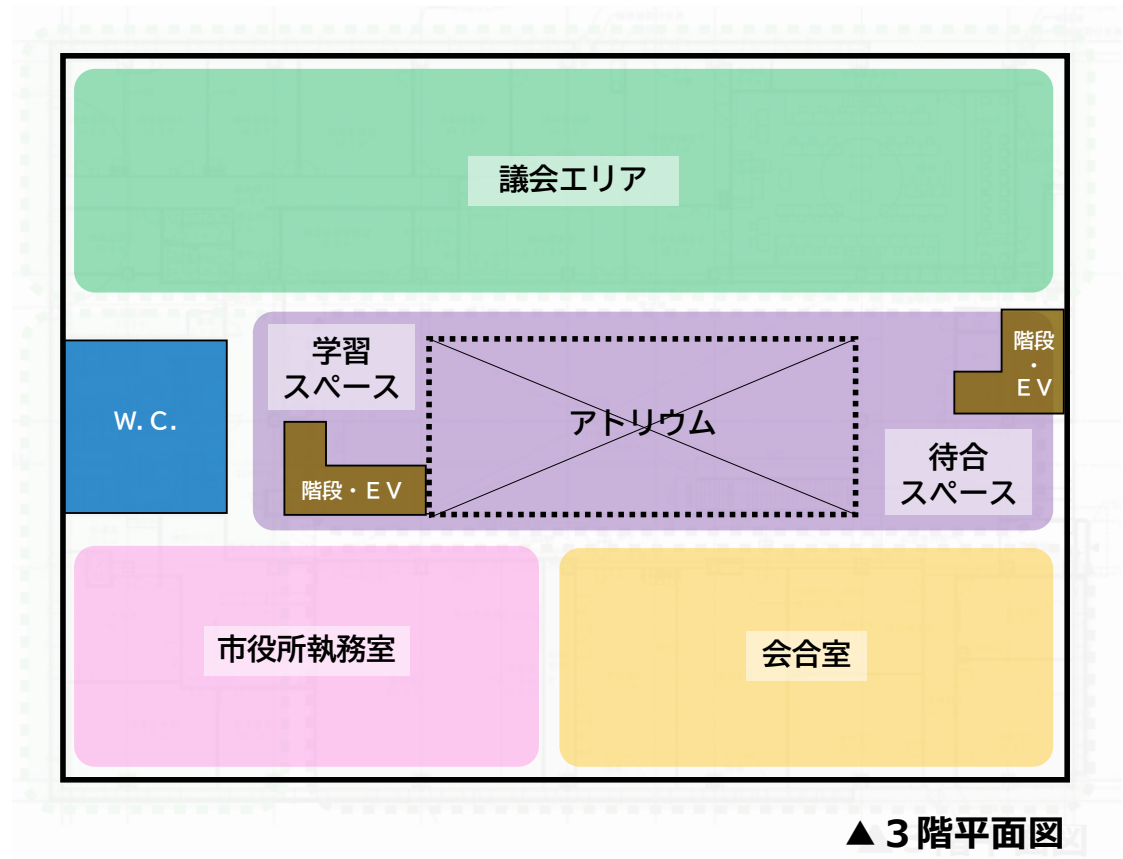 議会エリア
学習
スペース
階段
・
ＥＶ
アトリウム
W.C.
待合
スペース
階段・ＥＶ
市役所執務室
会合室
▲３階平面図